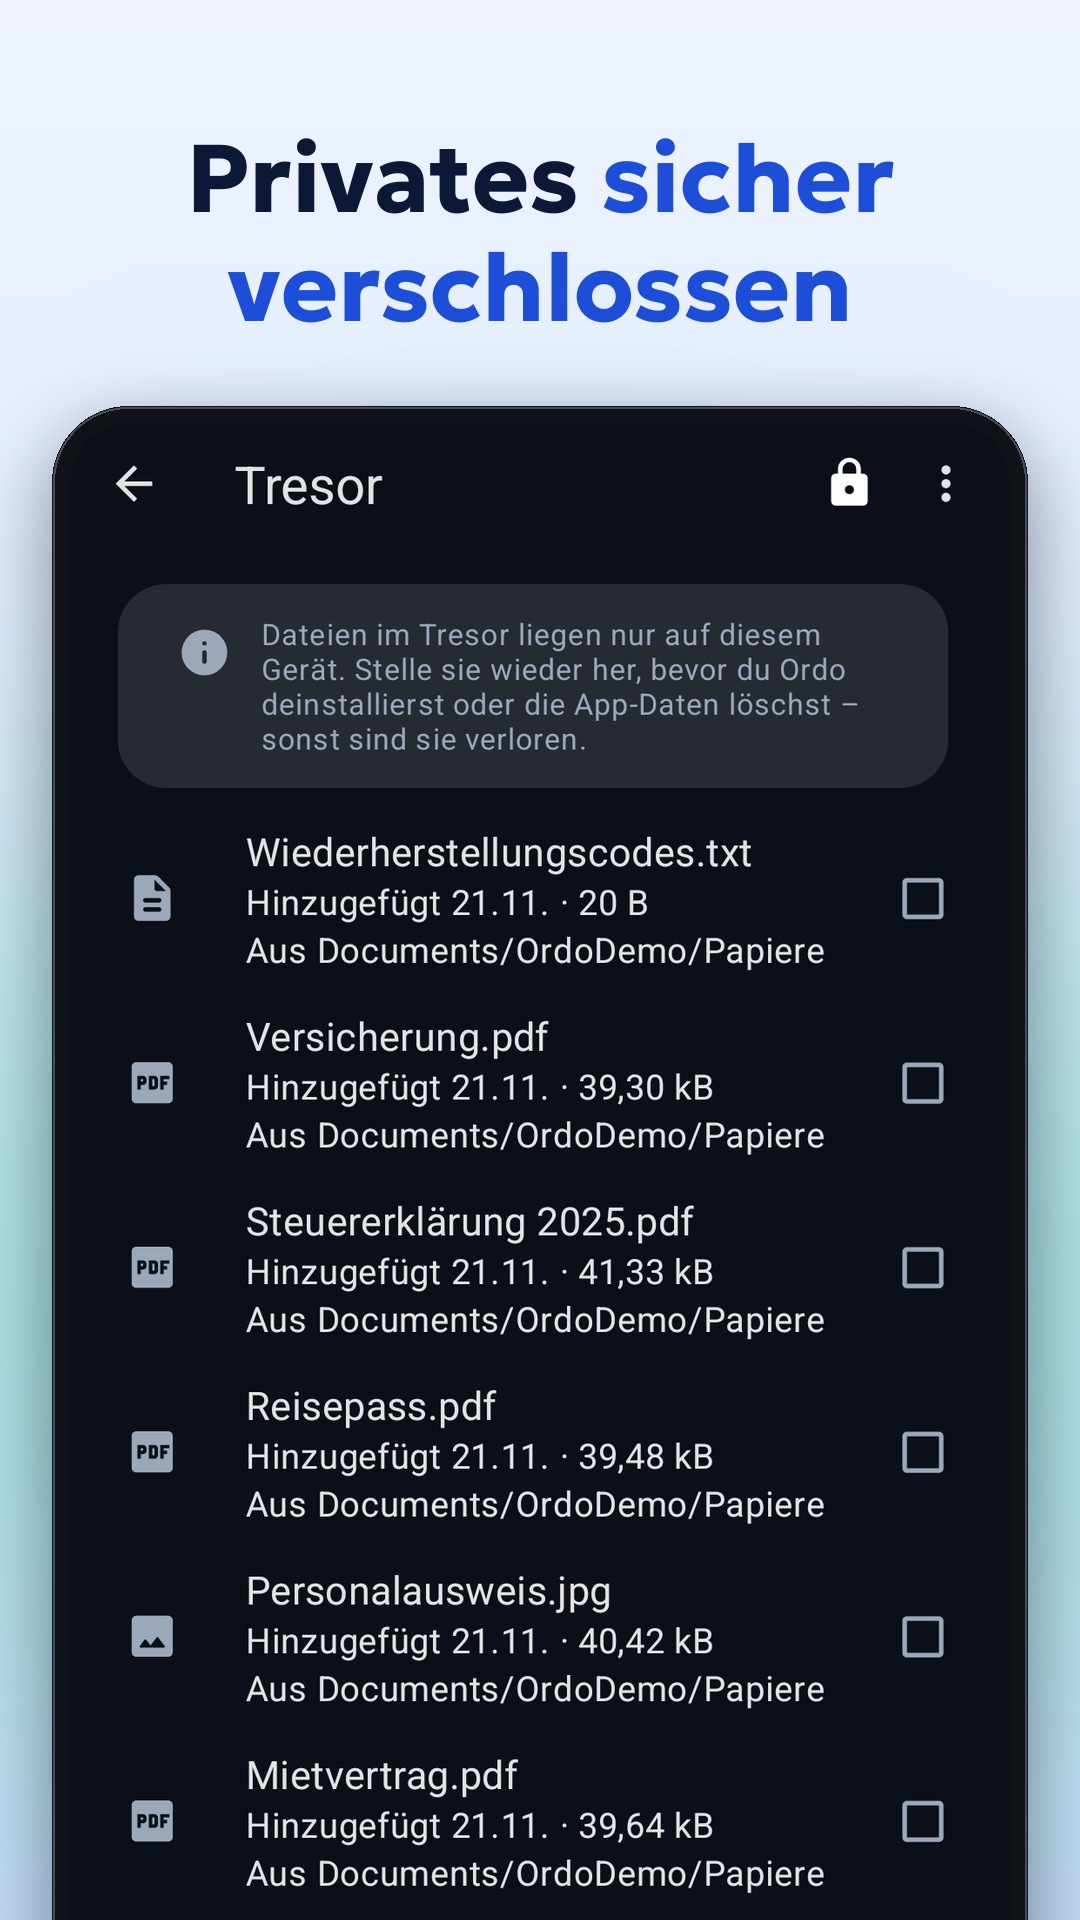 Privates sicher
verschlossen
Tresor
Dateien im Tresor liegen nur auf diesem
Gerät. Stelle sie wieder her, bevor du Ordo
deinstallierst oder die App-Daten löschst –
sonst sind sie verloren.
Wiederherstellungscodes.txt
Hinzugefügt 21.11. · 20 B
Aus Documents/OrdoDemo/Papiere
PDF
Versicherung.pdf
Hinzugefügt 21.11. · 39,30 kB
Aus Documents/OrdoDemo/Papiere
PDF
Steuererklärung 2025.pdf
Hinzugefügt 21.11. · 41,33 kB
Aus Documents/OrdoDemo/Papiere
PDF
Reisepass.pdf
Hinzugefügt 21.11. · 39,48 kB
Aus Documents/OrdoDemo/Papiere
Personalausweis.jpg
Hinzugefügt 21.11. · 40,42 kB
Aus Documents/OrdoDemo/Papiere
PDF
Mietvertrag.pdf
Hinzugefügt 21.11. · 39,64 kB
Aus Documents/OrdoDemo/Papiere